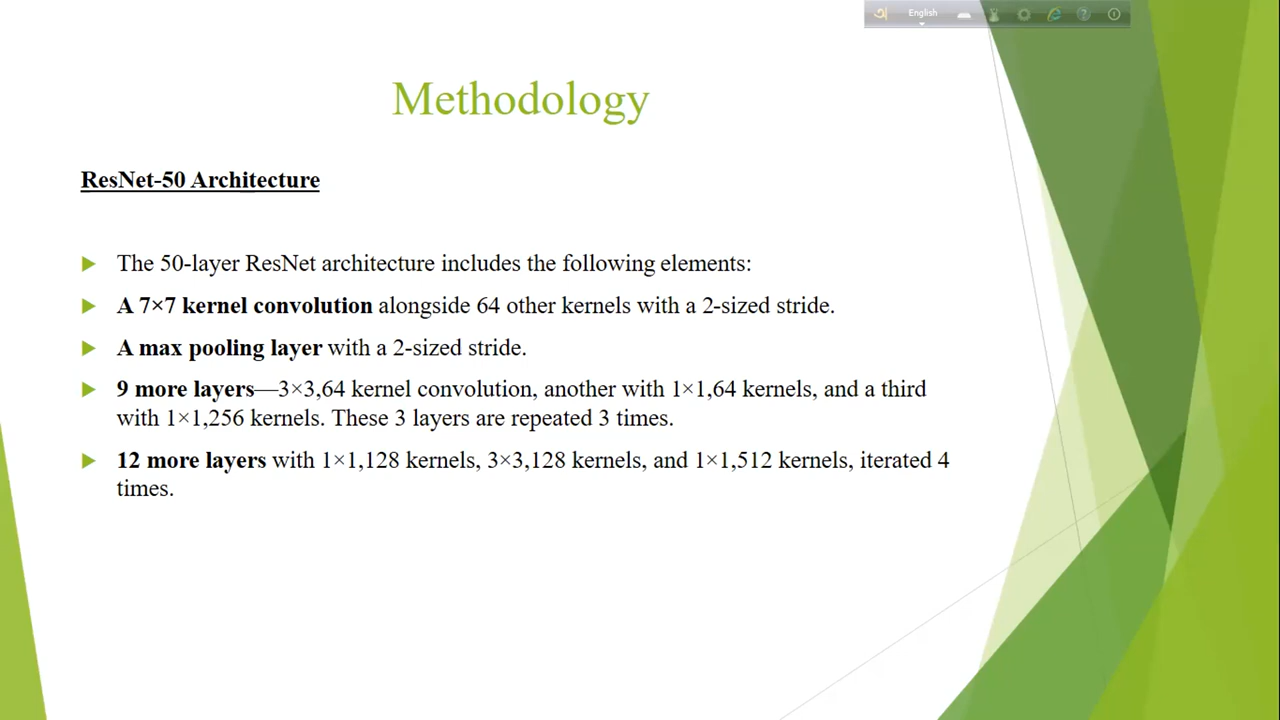 અ English
Methodology
ResNet-50 Architecture
The 50-layer ResNet architecture includes the following elements:
A 7×7 kernel convolution alongside 64 other kernels with a 2-sized stride.
A max pooling layer with a 2-sized stride.
9 more layers—3×3,64 kernel convolution, another with 1×1,64 kernels, and a third
with 1×1,256 kernels. These 3 layers are repeated 3 times.
12 more layers with 1×1,128 kernels, 3×3,128 kernels, and 1×1,512 kernels, iterated 4
times.